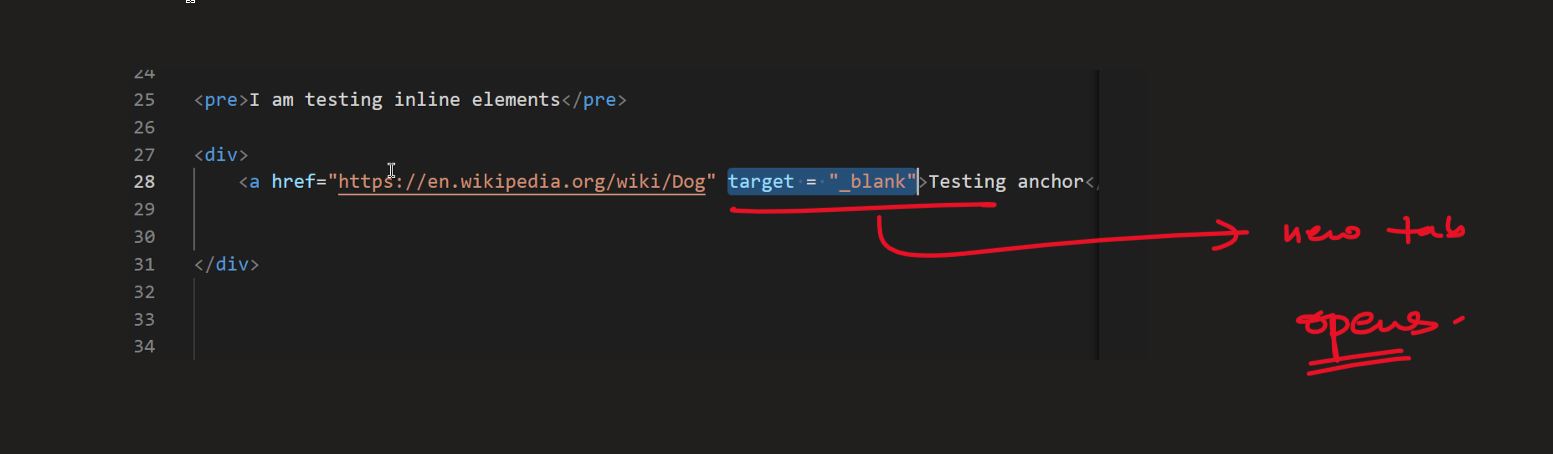 24
25 <pre>I am testing inline elements</pre>
26
27 <div>
28 <a href="https://en.wikipedia.org/wiki/Dog" target = "_blank">Testing anchor</
29
30
31 </div>
32
33
34
new tab
opens.